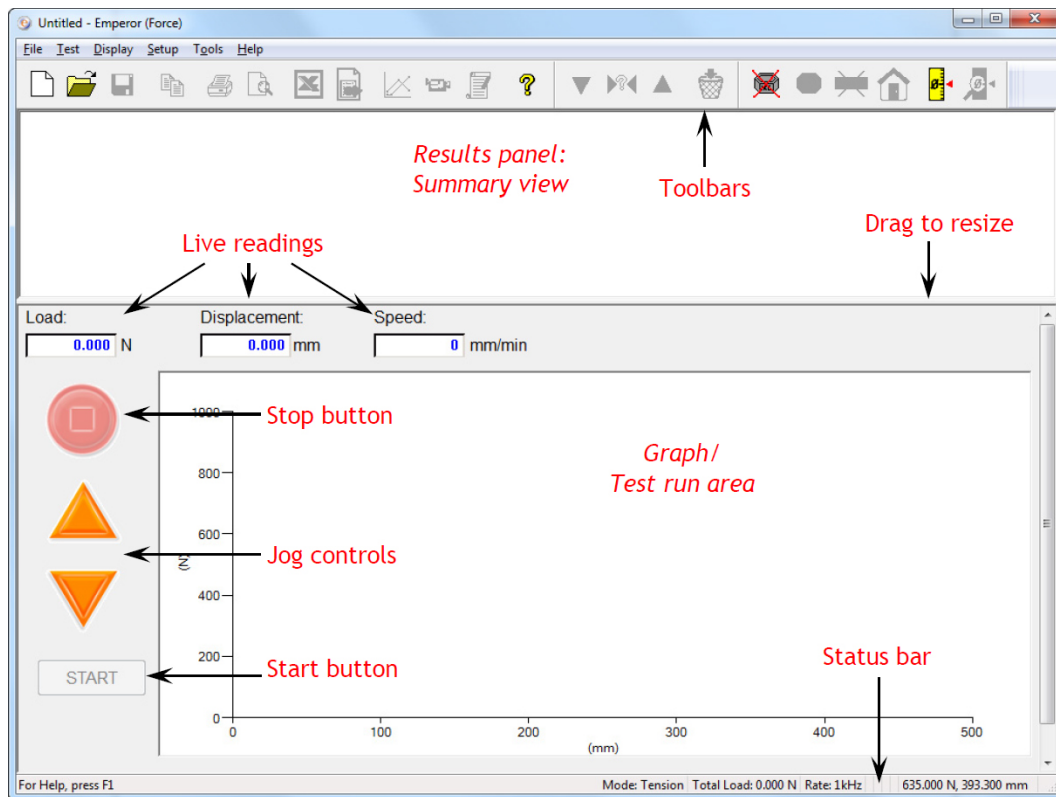 Untitled - Emperor (Force)
File Test Display Setup Tools Help
Results panel:
Summary view
Toolbars
Drag to resize
Live readings
Load: Displacement: Speed:
0.000 N 0.000 mm 0 mm/min
Stop button
Graph/
Test run area
Jog controls
Start button
START
Status bar
1000
800
600
(N)
400
200
0
0 100 200 300 400 500
(mm)
For Help, press F1 Mode: Tension Total Load: 0.000 N Rate: 1kHz 635.000 N, 393.300 mm